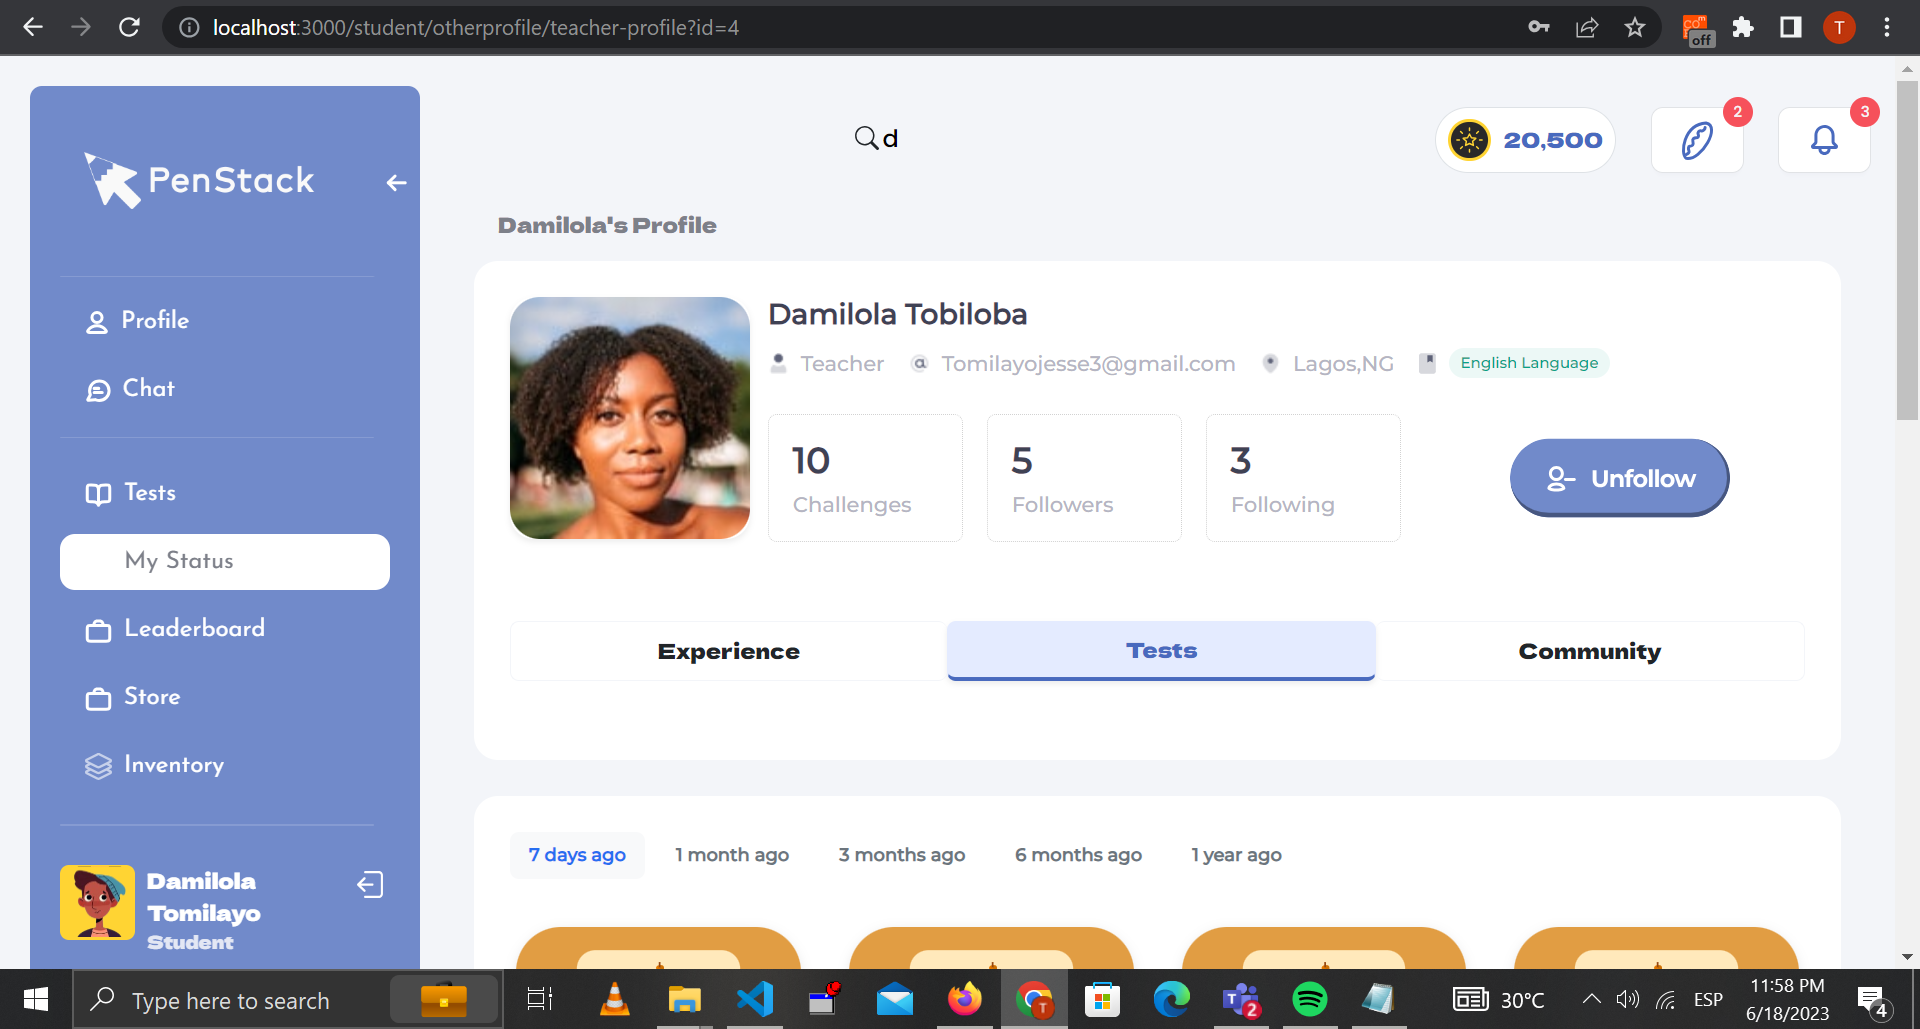 localhost:3000/student/otherprofile/teacher-profile?id=4
com
off
T
PenStack
d
20,500
2
3
Damilola's Profile
Profile
Chat
Tests
My Status
Leaderboard
Store
Inventory
Damilola
Tomilayo
Student
Damilola Tobiloba
Teacher
Tomilayojesse3@gmail.com
Lagos,NG
English Language
10
Challenges
5
Followers
3
Following
Unfollow
Experience
Tests
Community
7 days ago
1 month ago
3 months ago
6 months ago
1 year ago
Type here to search
T
T
2
30°C
ESP
11:58 PM
6/18/2023
4